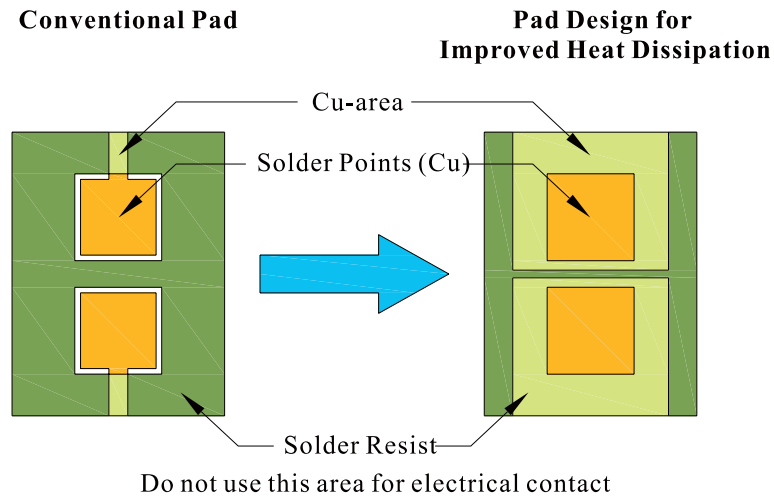 Conventional Pad
Pad Design for
Improved Heat Dissipation
Cu-area
Solder Points (Cu)
Solder Resist
Do not use this area for electrical contact